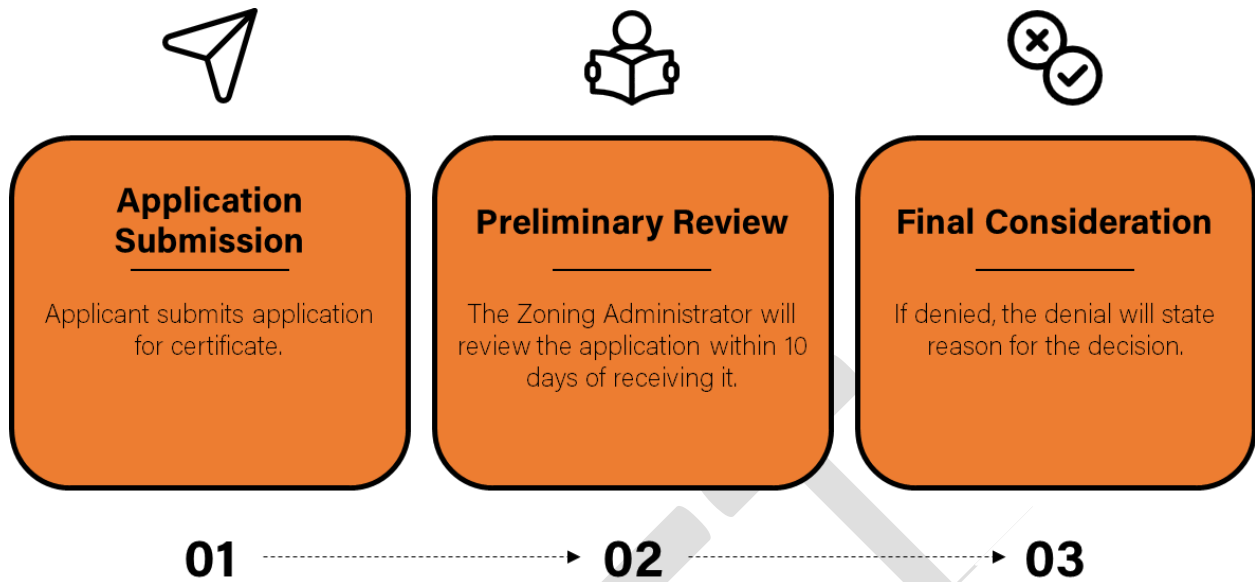 Application
Submission
Applicant submits application
for certificate.
Preliminary Review
The Zoning Administrator will
review the application within 10
days of receiving it.
Final Consideration
If denied, the denial will state
reason for the decision.
01
02
03